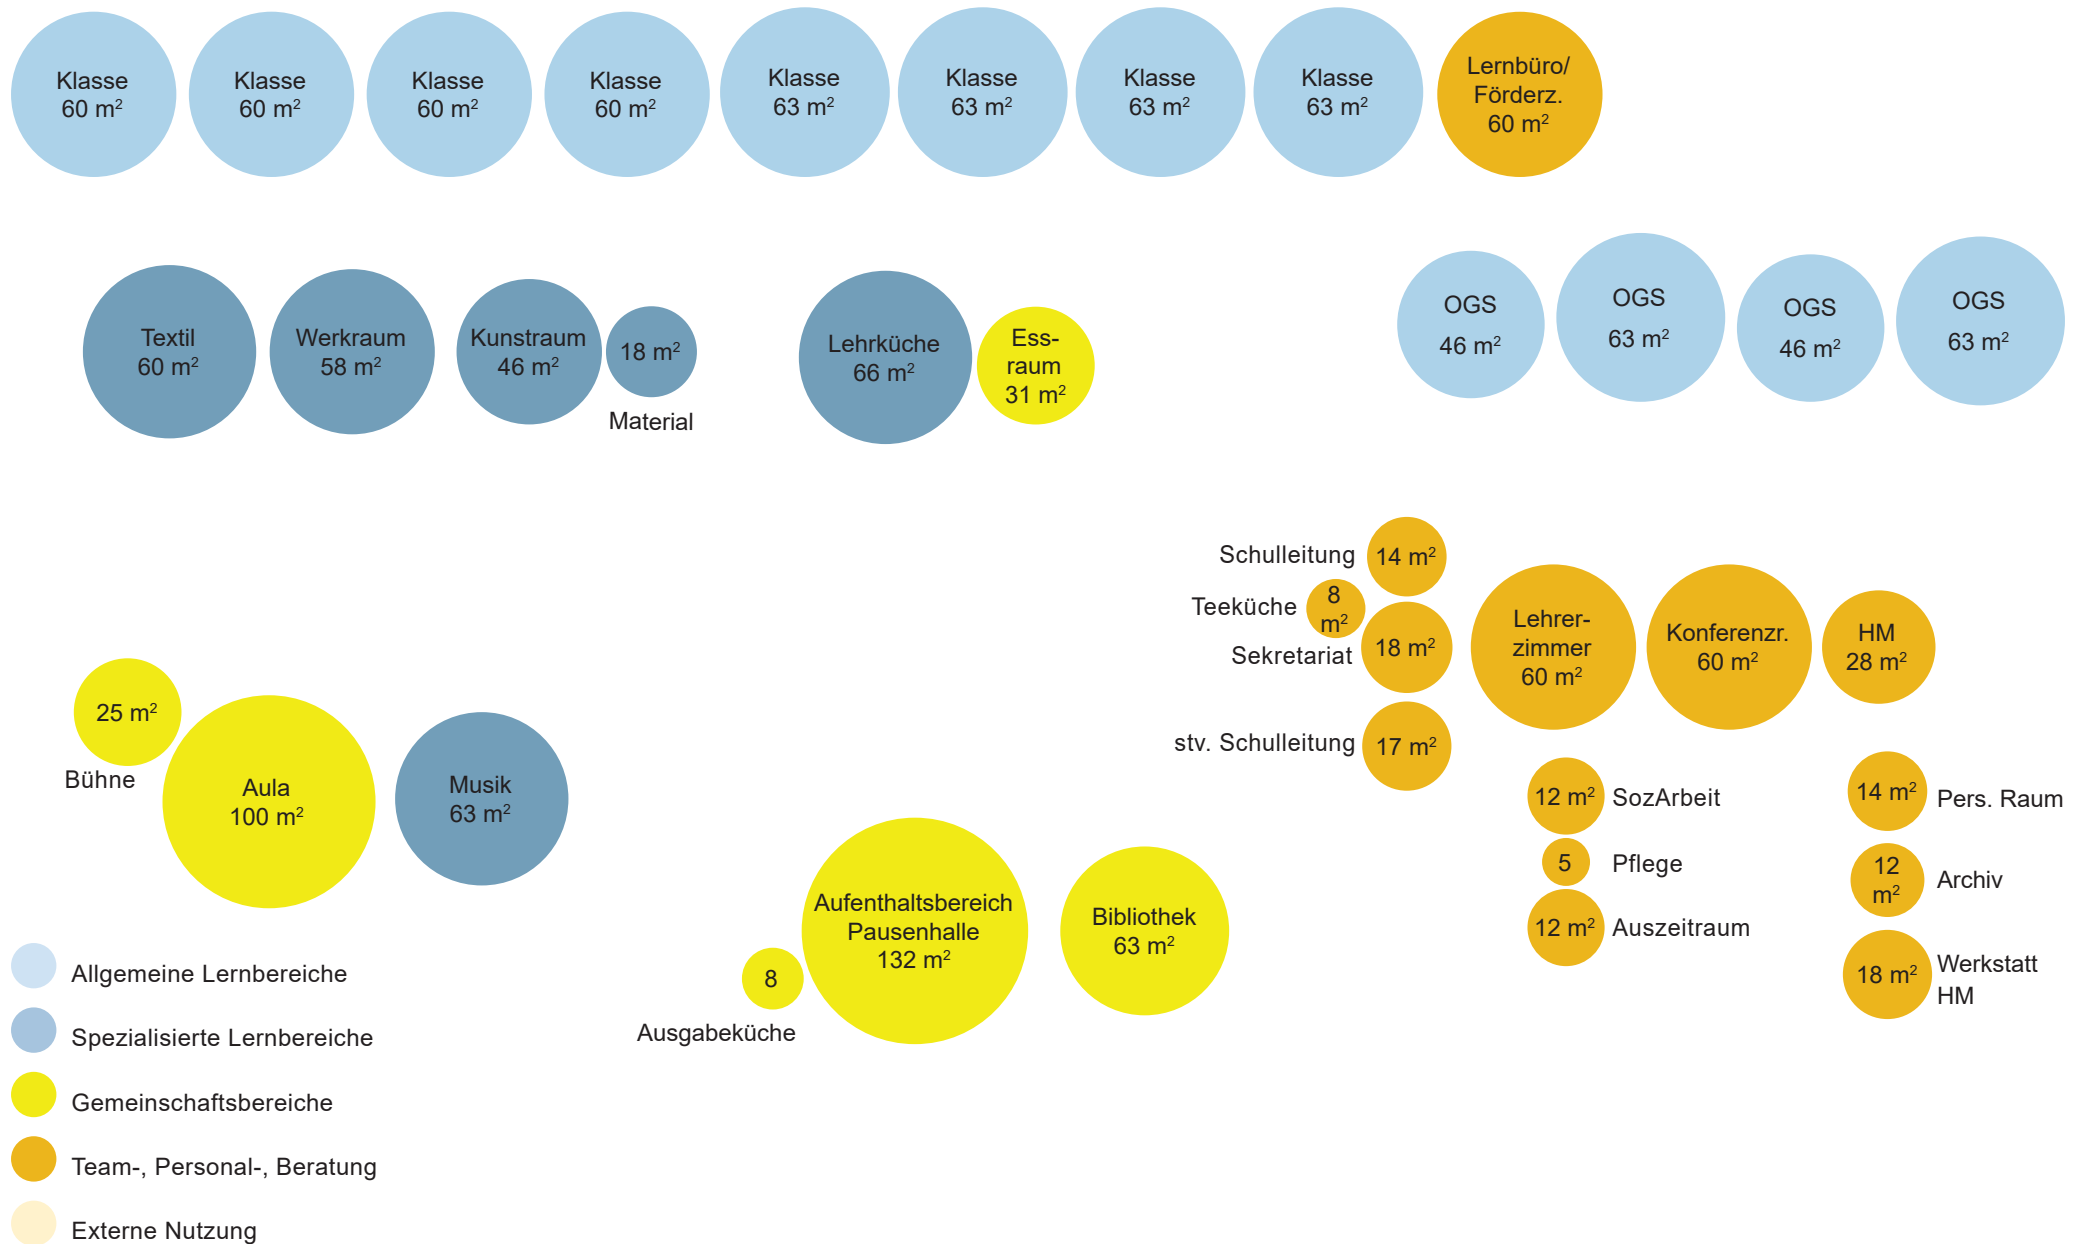 Klasse
60 m²
Klasse
60 m²
Klasse
60 m²
Klasse
60 m²
Klasse
63 m²
Klasse
63 m²
Klasse
63 m²
Klasse
63 m²
Lernbüro/
Förderz.
60 m²
Textil
60 m²
Werkraum
58 m²
Kunstraum
46 m²
18 m²
Material
Lehrküche
66 m²
Ess-
raum
31 m²
OGS
46 m²
OGS
63 m²
OGS
46 m²
OGS
63 m²
Schulleitung
14 m²
Teeküche
8
m²
Sekretariat
18 m²
stv. Schulleitung
17 m²
Lehrer-
zimmer
60 m²
Konferenzr.
60 m²
HM
28 m²
12 m²
SozArbeit
5
Pflege
12 m²
Auszeitraum
14 m²
Pers. Raum
12
m²
Archiv
18 m²
Werkstatt
HM
25 m²
Bühne
Aula
100 m²
Musik
63 m²
Aufenthaltsbereich
Pausenhalle
132 m²
8
Ausgabeküche
Bibliothek
63 m²
Allgemeine Lernbereiche
Spezialisierte Lernbereiche
Gemeinschaftsbereiche
Team-, Personal-, Beratung
Externe Nutzung